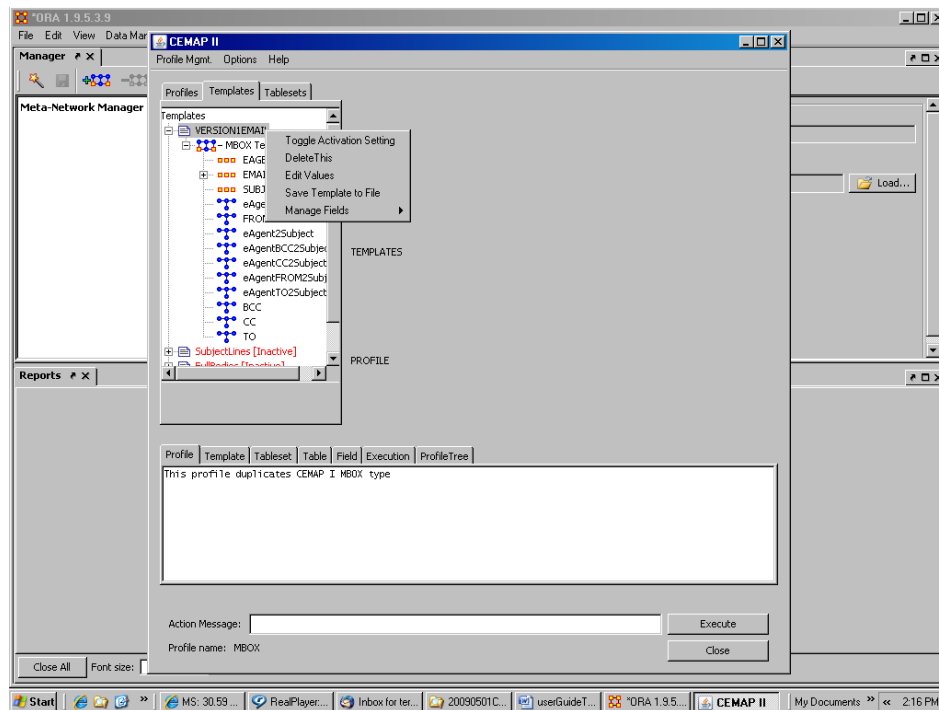 *ORA 1.9.5.3.9
File Edit View Data Mar
CEMAP II
Manager
Profile Mgmt. Options Help
Profiles Templates Tablesets
Meta-Network Manager
Templates
VERSION1EMAI
MBOX Te
EAGE
EMAI
SUBJ
eAge
FROM
eAgent2Subject
eAgentBCC2Subjec
eAgentCC2Subject
eAgentFROM2Subj
eAgentTO2Subject
BCC
CC
TO
SubjectLines [Inactive]
FullBodies [Inactive]
Toggle Activation Setting
DeleteThis
Edit Values
Save Template to File
Manage Fields
Load...
TEMPLATES
PROFILE
Reports
Profile Template Tableset Table Field Execution ProfileTree
This profile duplicates CEMAP I MBOX type
Action Message:
Execute
Profile name: MBOX
Close
Close All Font size:
Start
MS: 30.59 ...
RealPlayer:...
Inbox for ter...
20090501C...
userGuideT...
*ORA 1.9.5....
CEMAP II
My Documents
2:16 PM